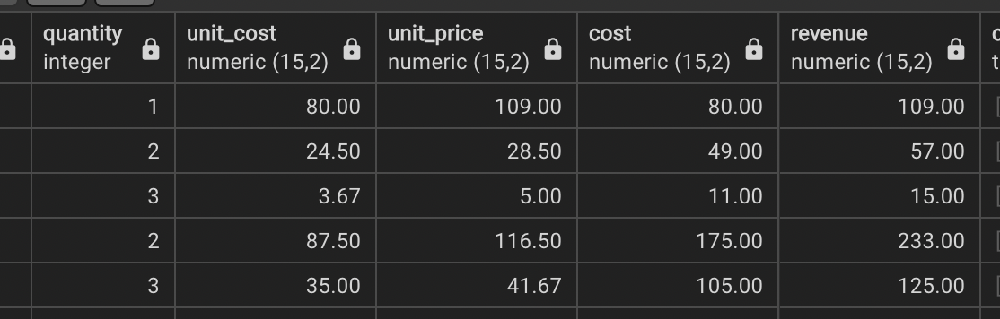 quantity unit_cost unit_price cost revenue
integer numeric (15,2) numeric (15,2) numeric (15,2) numeric (15,2)
1 80.00 109.00 80.00 109.00
2 24.50 28.50 49.00 57.00
3 3.67 5.00 11.00 15.00
2 87.50 116.50 175.00 233.00
3 35.00 41.67 105.00 125.00